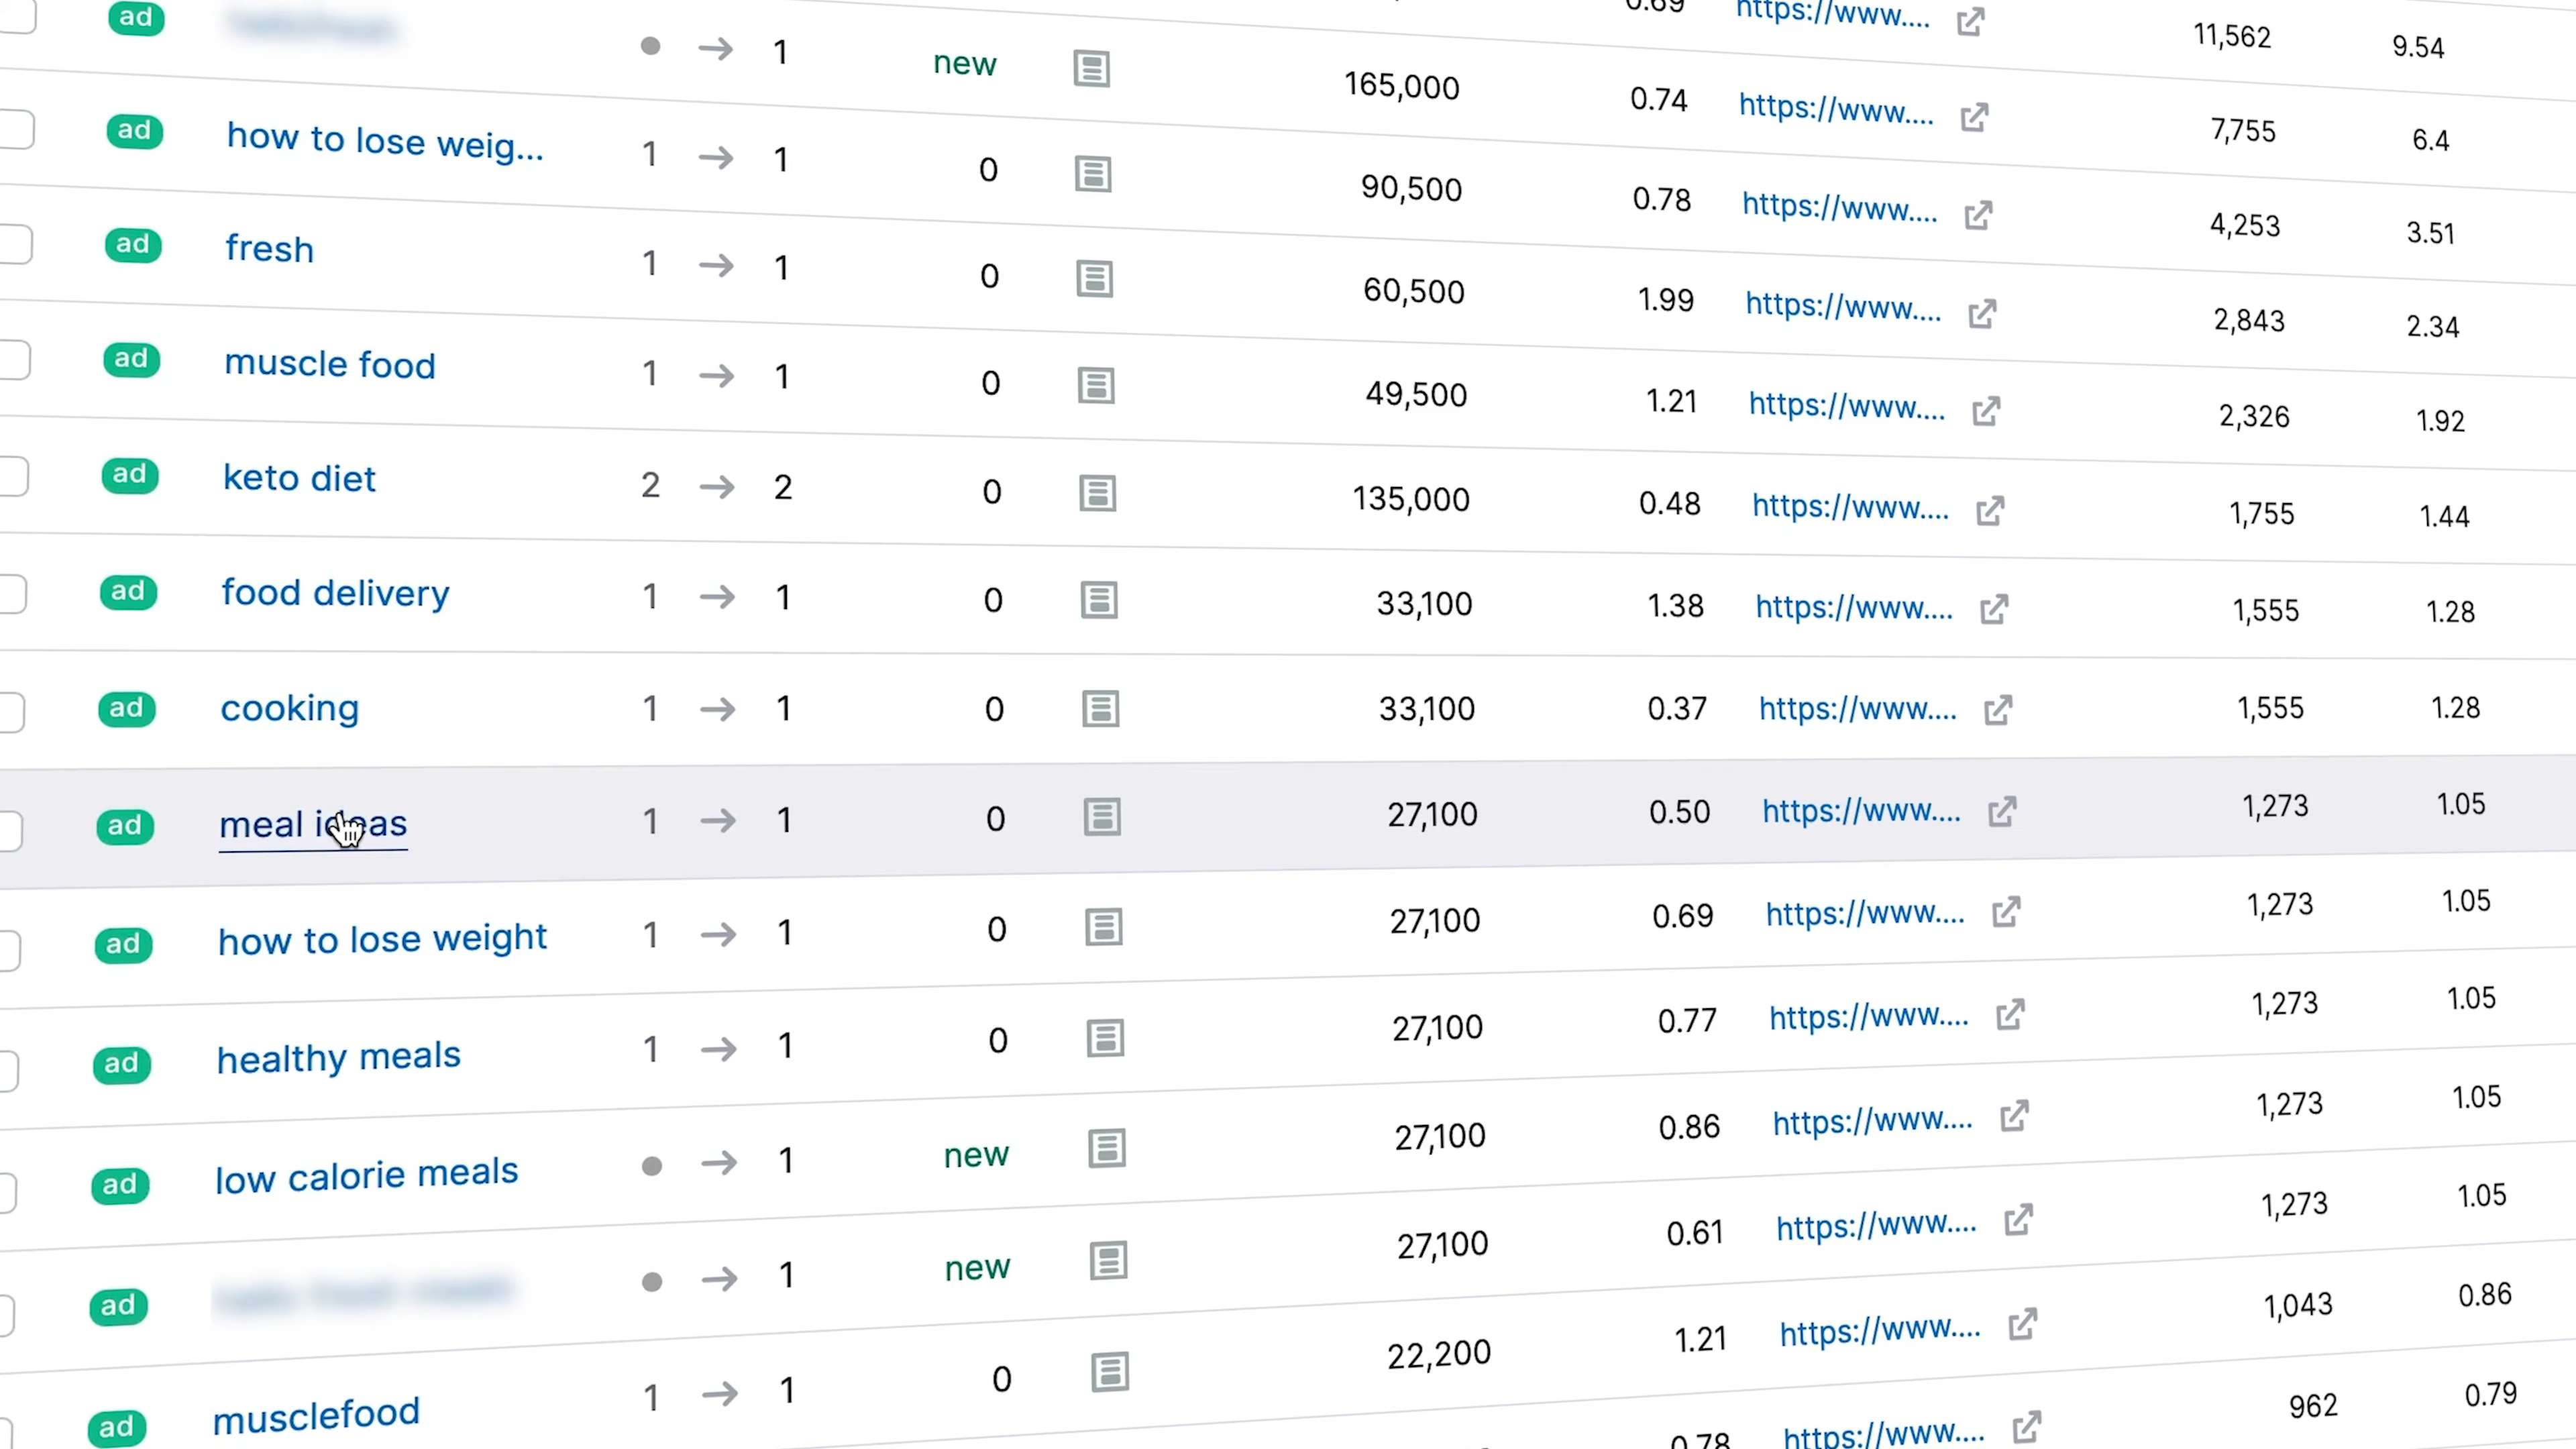 0.69 https://www.... 11,562 9.54
ad 1 new 165,000 0.74 https://www.... 7,755 6.4
ad how to lose weig... 1 → 1 0 90,500 0.78 https://www.... 4,253 3.51
ad fresh 1 → 1 0 60,500 1.99 https://www.... 2,843 2.34
ad muscle food 1 → 1 0 49,500 1.21 https://www.... 2,326 1.92
ad keto diet 2 → 2 0 135,000 0.48 https://www.... 1,755 1.44
ad food delivery 1 → 1 0 33,100 1.38 https://www.... 1,555 1.28
ad cooking 1 → 1 0 33,100 0.37 https://www.... 1,555 1.28
ad meal ideas 1 → 1 0 27,100 0.50 https://www.... 1,273 1.05
ad how to lose weight 1 → 1 0 27,100 0.69 https://www.... 1,273 1.05
ad healthy meals 1 → 1 0 27,100 0.77 https://www.... 1,273 1.05
ad low calorie meals → 1 new 27,100 0.86 https://www.... 1,273 1.05
ad → 1 new 27,100 0.61 https://www.... 1,273 1.05
ad musclefood 1 → 1 0 22,200 1.21 https://www.... 1,043 0.86
0.78 https://www.... 962 0.79